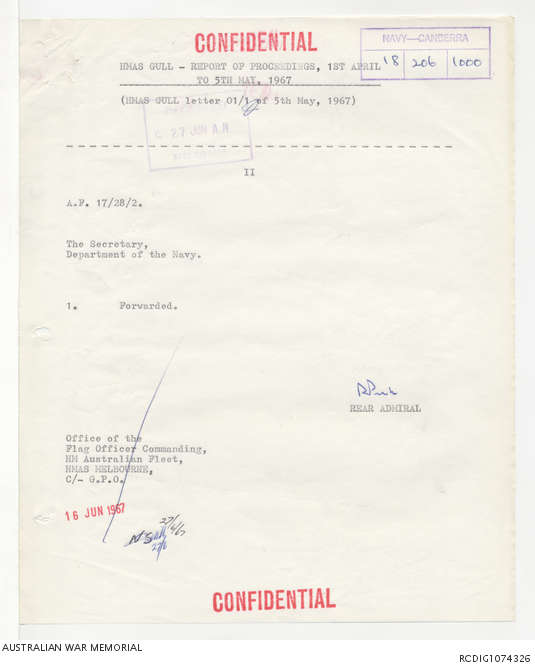 CONFIDENTIAL
NAVY—CANBERRA
18 206 1000
HMAS GULL - REPORT OF PROCEEDINGS, 1ST APRIL
TO 5TH MAY, 1967
(HMAS GULL letter 01/1 of 5th May, 1967)
27 JUN A.M
II
A.F. 17/28/2.
The Secretary,
Department of the Navy.
1. Forwarded.
REAR ADMIRAL
Office of the
Flag Officer Commanding,
HM Australian Fleet,
HMAS MELBOURNE,
C/- G.P.O.
16 JUN 1967
27/6/67
CONFIDENTIAL
AUSTRALIAN WAR MEMORIAL
RCDIG1074326